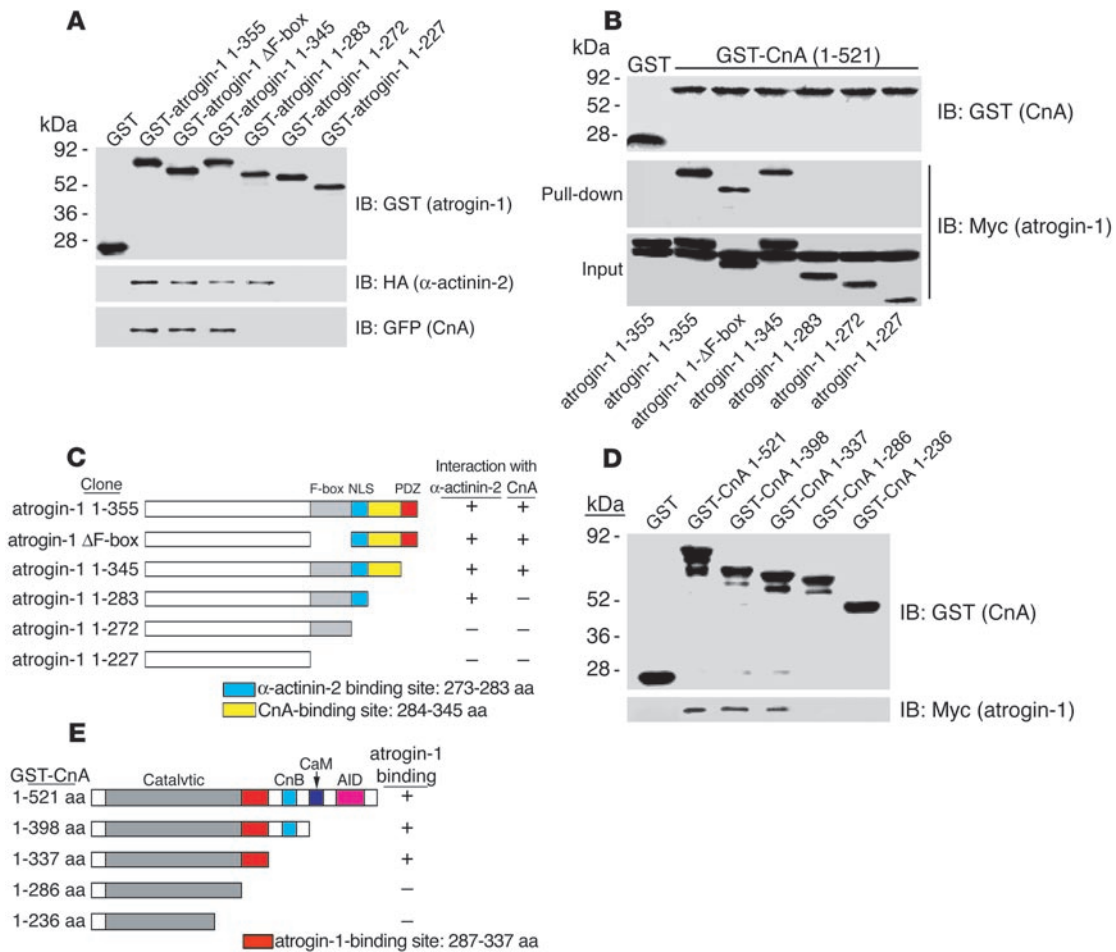 A
GST
GST-atrogin-1 1-355
GST-atrogin-1 ΔF-box
GST-atrogin-1 1-345
GST-atrogin-1 1-283
GST-atrogin-1 1-272
GST-atrogin-1 1-227
kDa
92 -
52 -
36 -
28 -
IB: GST (atrogin-1)
IB: HA (α-actinin-2)
IB: GFP (CnA)
B
kDa
GST
GST-CnA (1-521)
92 -
52 -
28 -
IB: GST (CnA)
Pull-down
Input
IB: Myc (atrogin-1)
atrogin-1 1-355
atrogin-1 1-355
atrogin-1 1-ΔF-box
atrogin-1 1-345
atrogin-1 1-283
atrogin-1 1-272
atrogin-1 1-227
C
Clone
F-box NLS PDZ
Interaction with
α-actinin-2 CnA
atrogin-1 1-355 + +
atrogin-1 ΔF-box + +
atrogin-1 1-345 + +
atrogin-1 1-283 + –
atrogin-1 1-272 – –
atrogin-1 1-227 – –
α-actinin-2 binding site: 273-283 aa
CnA-binding site: 284-345 aa
D
GST
GST-CnA 1-521
GST-CnA 1-398
GST-CnA 1-337
GST-CnA 1-286
GST-CnA 1-236
kDa
92 -
52 -
36 -
28 -
IB: GST (CnA)
IB: Myc (atrogin-1)
E
GST-CnA
Catalvtic
CnB
CaM
AID
atrogin-1
binding
1-521 aa +
1-398 aa +
1-337 aa +
1-286 aa –
1-236 aa –
atrogin-1-binding site: 287-337 aa